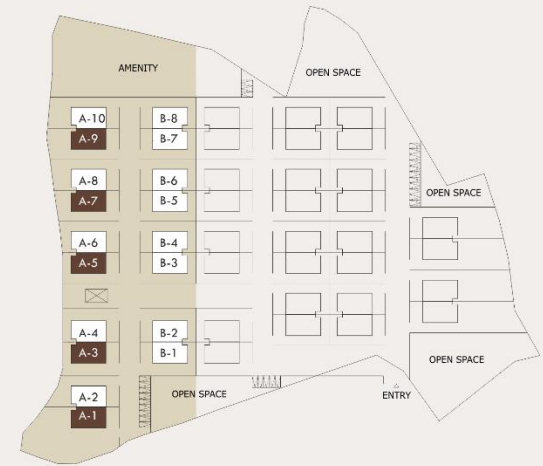 AMENITY
OPEN SPACE
A-10
A-9
B-8
B-7
A-8
A-7
B-6
B-5
OPEN SPACE
A-6
A-5
B-4
B-3
A-4
A-3
B-2
B-1
OPEN SPACE
A-2
A-1
OPEN SPACE
ENTRY